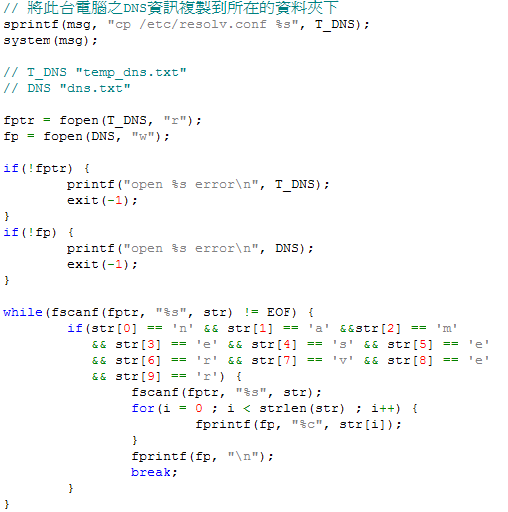 // 將此台電腦之DNS資訊複製到所在的資料夾下
sprintf(msg, "cp /etc/resolv.conf %s", T_DNS);
system(msg);

// T_DNS "temp_dns.txt"
// DNS "dns.txt"

fptr = fopen(T_DNS, "r");
fp = fopen(DNS, "w");

if(!fptr) {
        printf("open %s error\n", T_DNS);
        exit(-1);
}
if(!fp) {
        printf("open %s error\n", DNS);
        exit(-1);
}

while(fscanf(fptr, "%s", str) != EOF) {
        if(str[0] == 'n' && str[1] == 'a' &&str[2] == 'm'
           && str[3] == 'e' && str[4] == 's' && str[5] == 'e'
           && str[6] == 'r' && str[7] == 'v' && str[8] == 'e'
           && str[9] == 'r') {
                fscanf(fptr, "%s", str);
                for(i = 0 ; i < strlen(str) ; i++) {
                        fprintf(fp, "%c", str[i]);
                }
                fprintf(fp, "\n");
                break;
        }
}